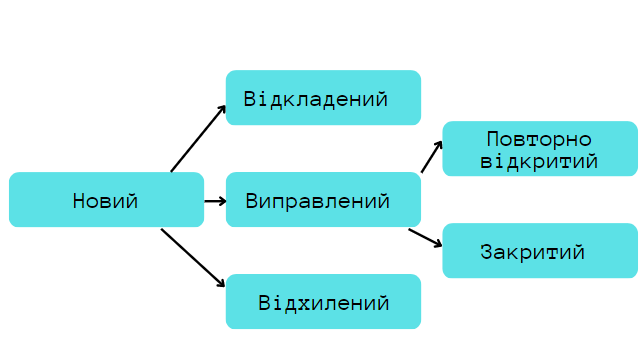 Відкладений
Повторно
відкритий
Новий
Виправлений
Закритий
Відхилений